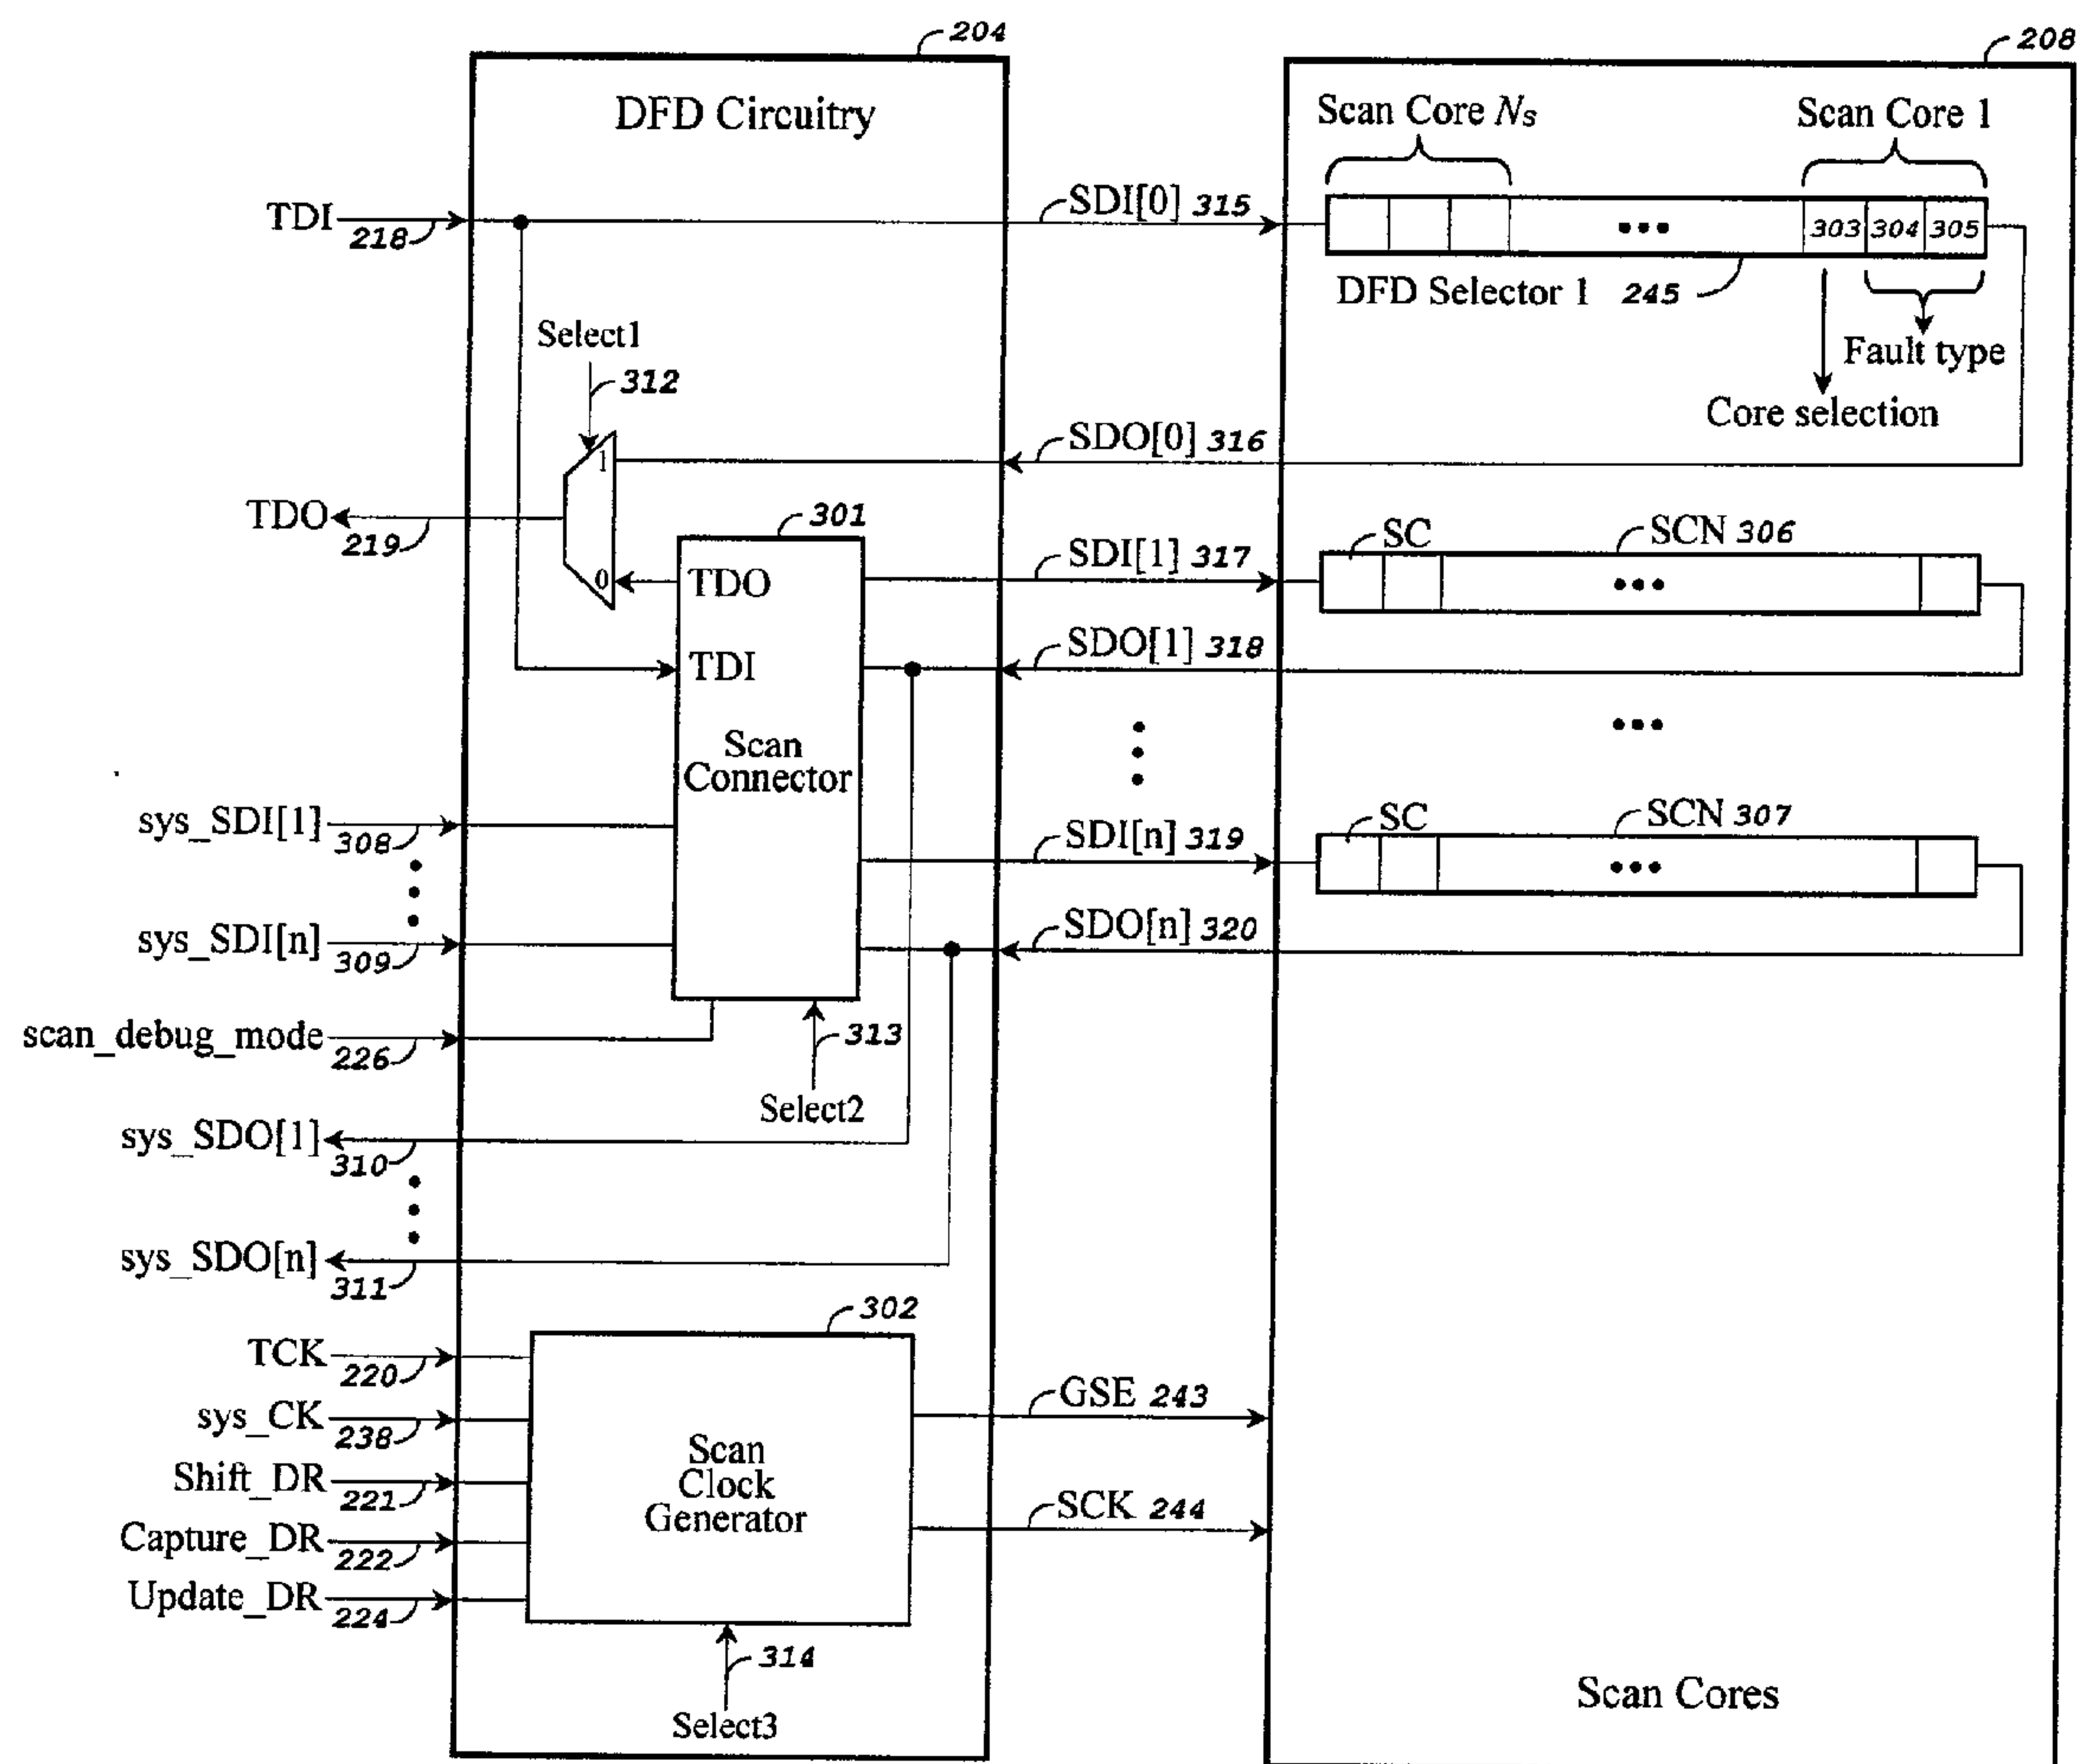 204
208
DFD Circuitry
Scan Core Ns
Scan Core 1
TDI
218
SDI[0] 315
303 304 305
DFD Selector 1 245
Fault type
Core selection
Select1
312
1
SDO[0] 316
TDO
219
0
301
TDO
TDI
Scan
Connector
SDI[1] 317
SC
SCN 306
SDO[1] 318
sys_SDI[1]
308
SDI[n] 319
SC
SCN 307
sys_SDI[n]
309
SDO[n] 320
scan_debug_mode
226
313
Select2
sys_SDO[1]
310
sys_SDO[n]
311
302
TCK
220
sys_CK
238
Shift_DR
221
Capture_DR
222
Update_DR
224
Scan
Clock
Generator
GSE 243
SCK 244
314
Select3
Scan Cores